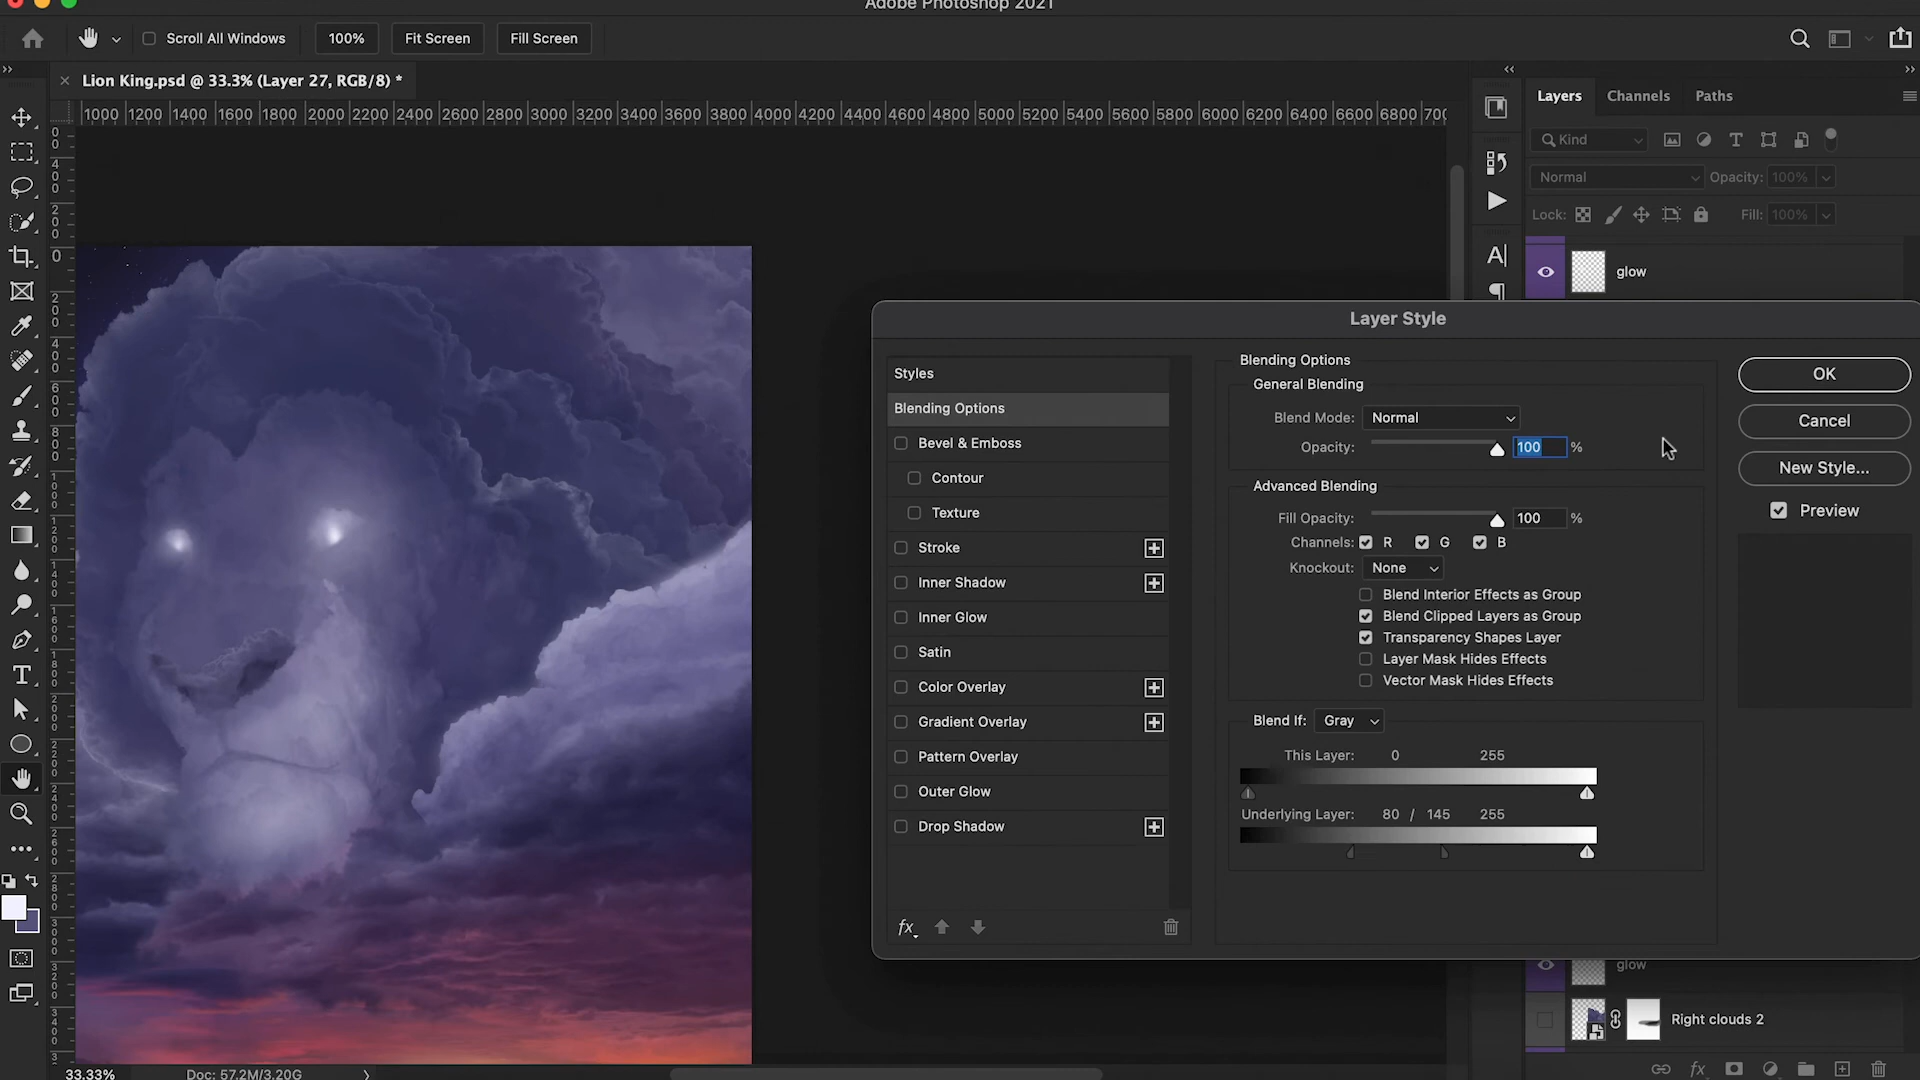 Adobe Photoshop 2021
Scroll All Windows 100% Fit Screen Fill Screen
Lion King.psd @ 33.3% (Layer 27, RGB/8) *
1000 1200 1400 1600 1800 2000 2200 2400 2600 2800 3000 3200 3400 3600 3800 4000 4200 4400 4600 4800 5000 5200 5400 5600 5800 6000 6200 6400 6600 6800
Layers Channels Paths
Kind
Normal Opacity: 100%
Lock: Fill: 100%
glow
Layer Style
Styles
Blending Options
Bevel & Emboss
Contour
Texture
Stroke
Inner Shadow
Inner Glow
Satin
Color Overlay
Gradient Overlay
Pattern Overlay
Outer Glow
Drop Shadow
fx
Blending Options
General Blending
Blend Mode: Normal
Opacity: 100 %
Advanced Blending
Fill Opacity: 100 %
Channels: R G B
Knockout: None
Blend Interior Effects as Group
Blend Clipped Layers as Group
Transparency Shapes Layer
Layer Mask Hides Effects
Vector Mask Hides Effects
Blend If: Gray
This Layer: 0 255
Underlying Layer: 80 / 145 255
OK
Cancel
New Style...
Preview
glow
Right clouds 2
fx
33.33% Doc: 57.2M/3.20G